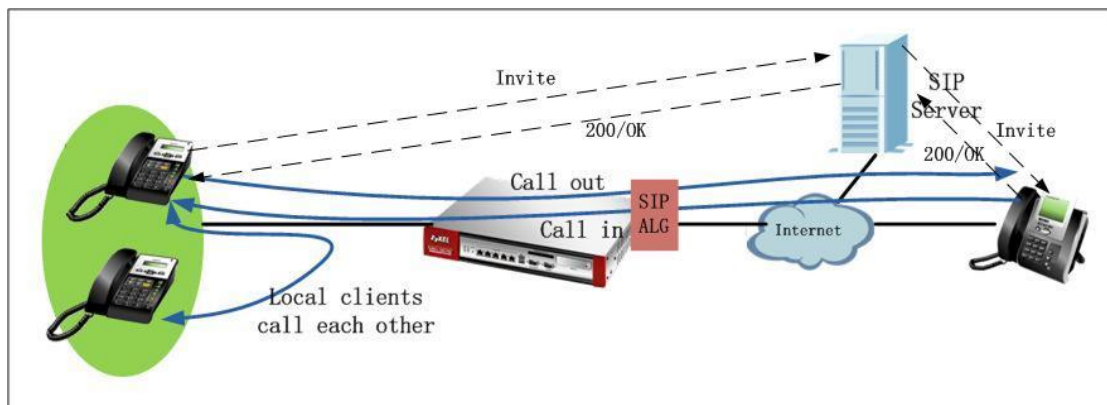 Invite
SIP
Server
200/OK
Invite
200/OK
Call out
SIP
ALG
Call in
Internet
ZyXEL
Local clients
call each other